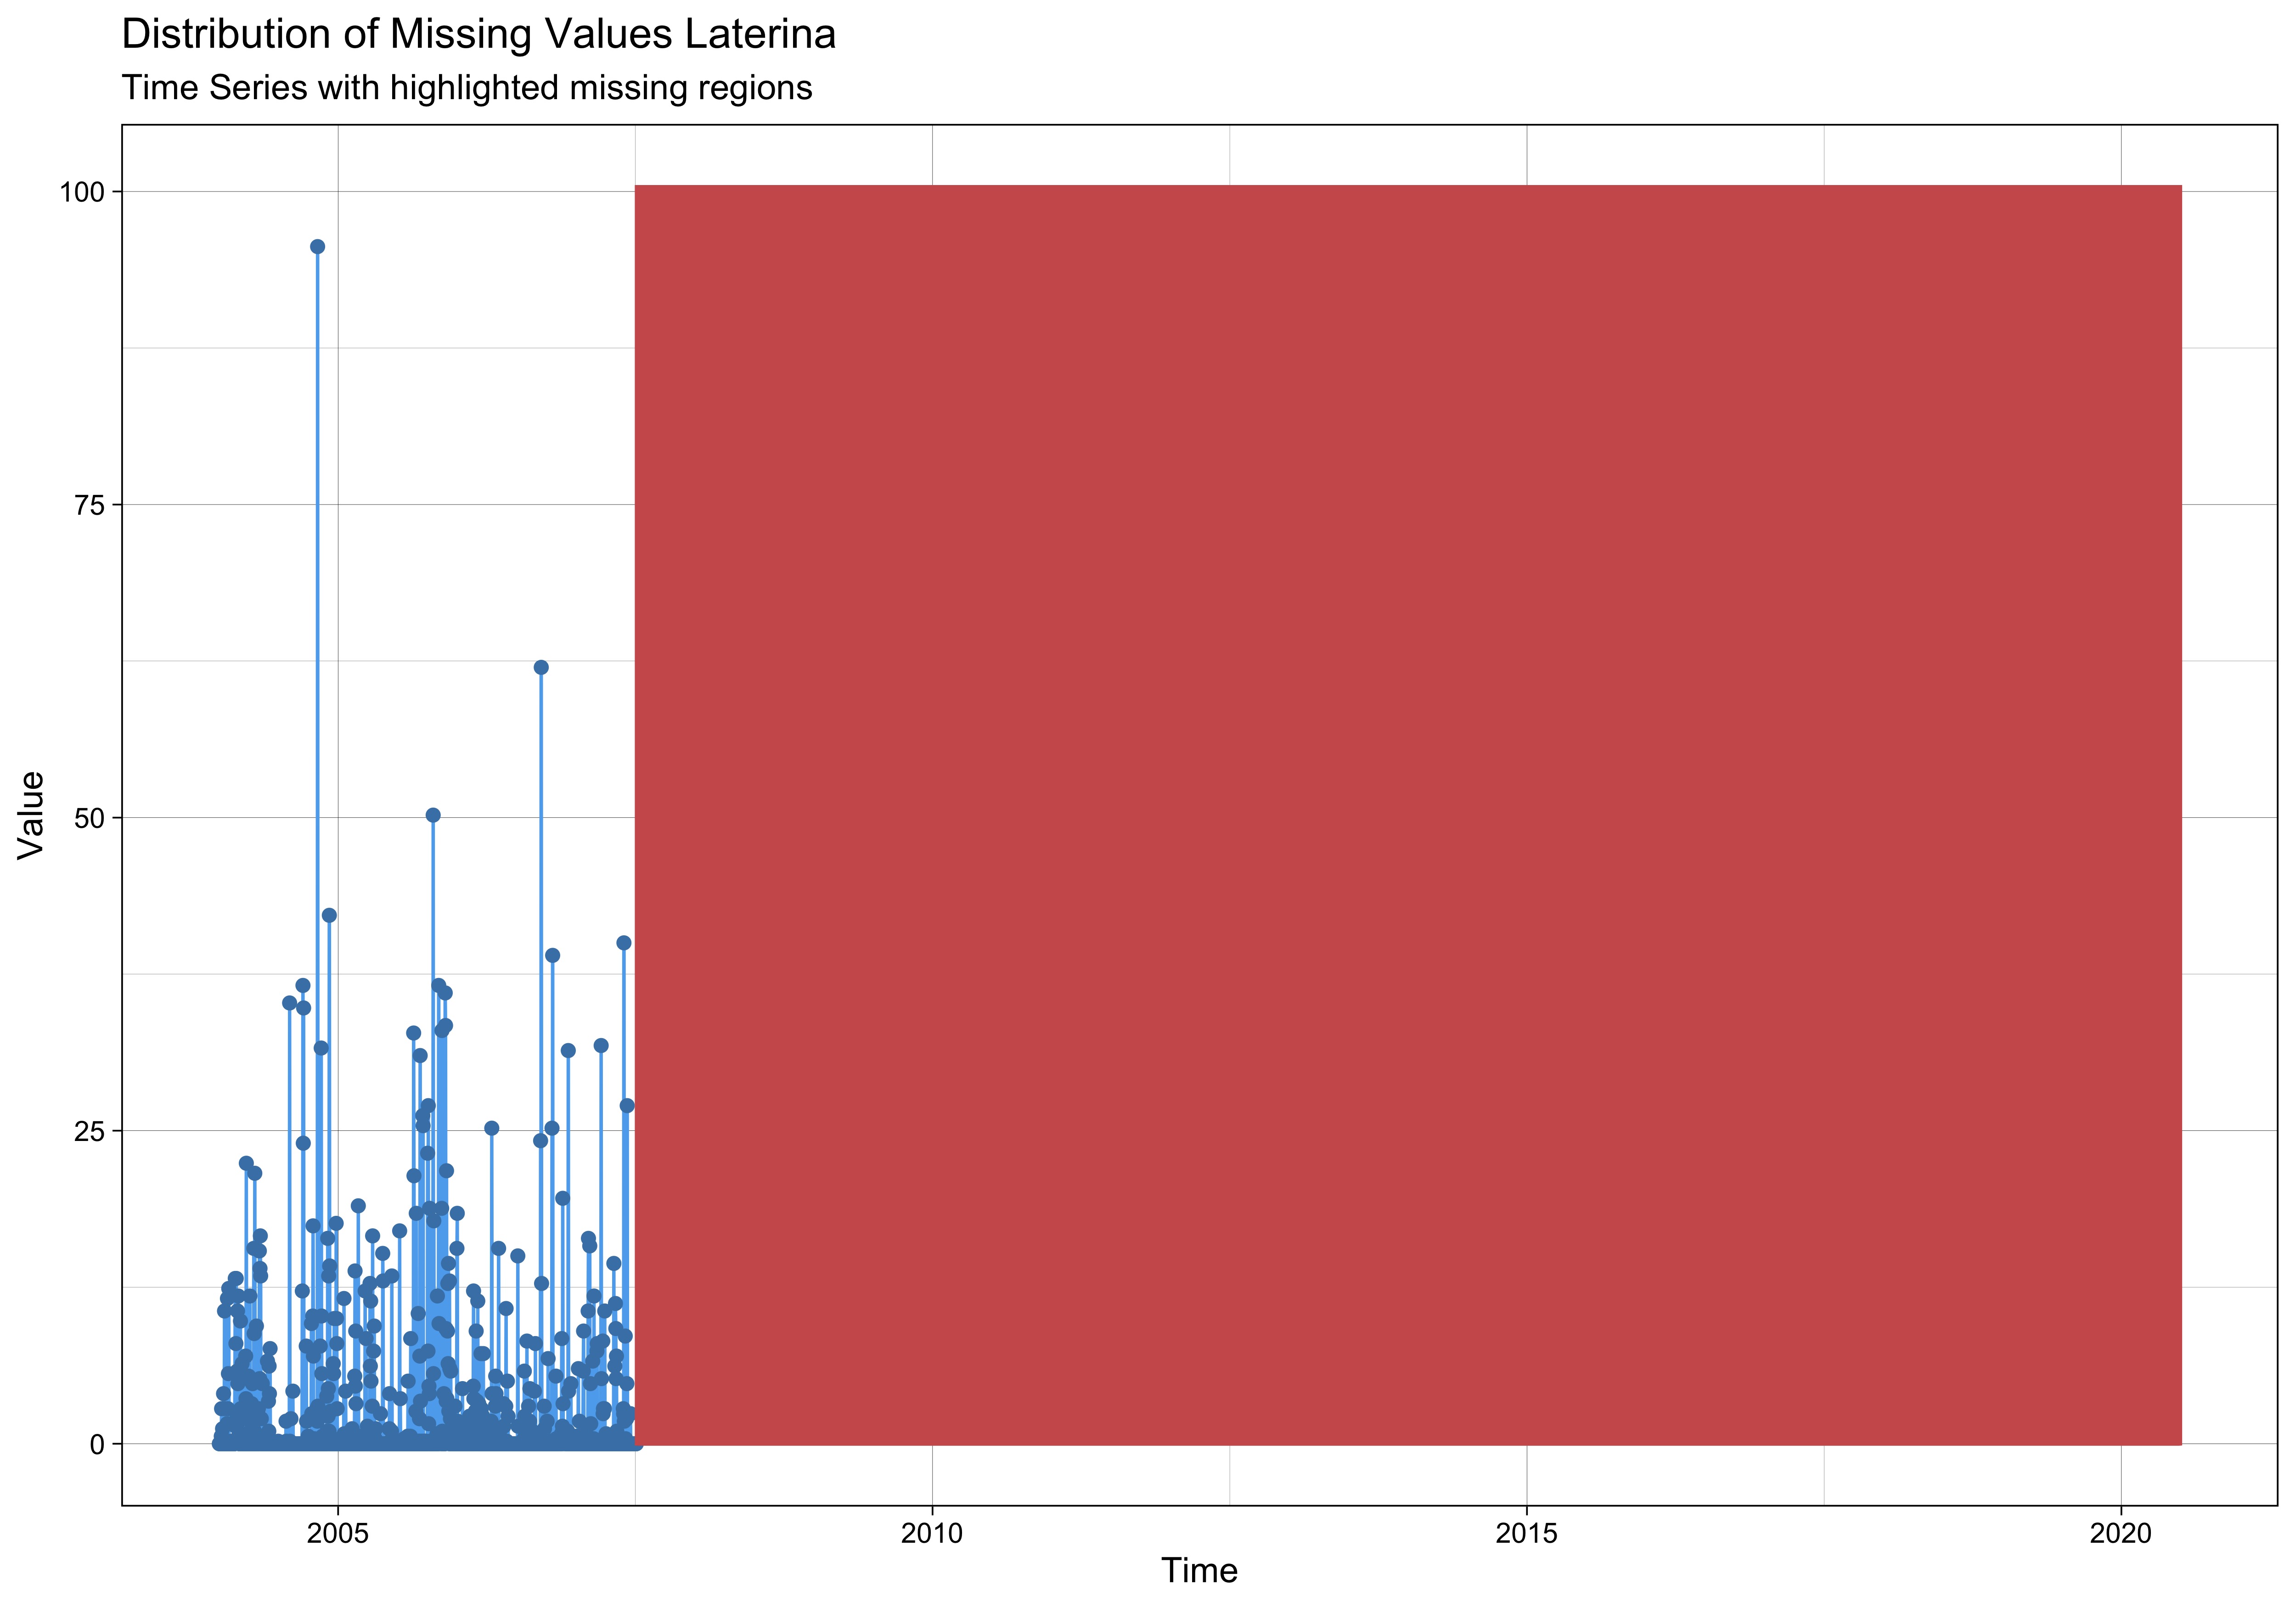 Distribution of Missing Values Laterina
Time Series with highlighted missing regions
100
75
50
25
0
Value
2005
2010
2015
2020
Time